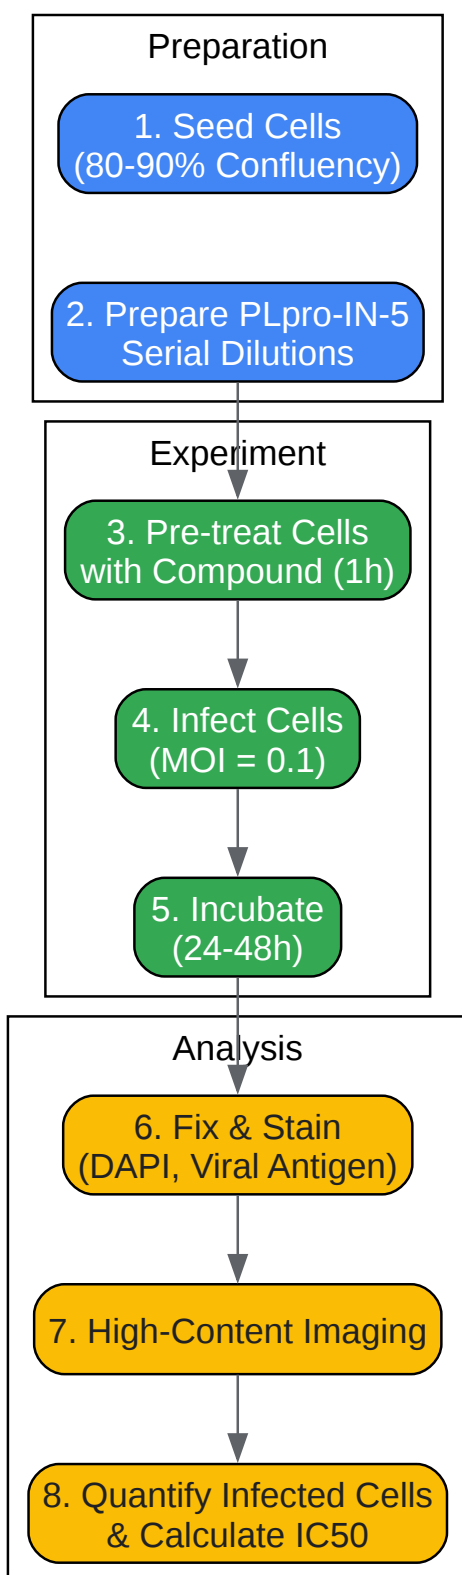 Preparation
1. Seed Cells
(80-90% Confluency)
2. Prepare PLpro-IN-5
Serial Dilutions
Experiment
3. Pre-treat Cells
with Compound (1h)
4. Infect Cells
(MOI = 0.1)
5. Incubate
(24-48h)
Analysis
6. Fix & Stain
(DAPI, Viral Antigen)
7. High-Content Imaging
8. Quantify Infected Cells
& Calculate IC50